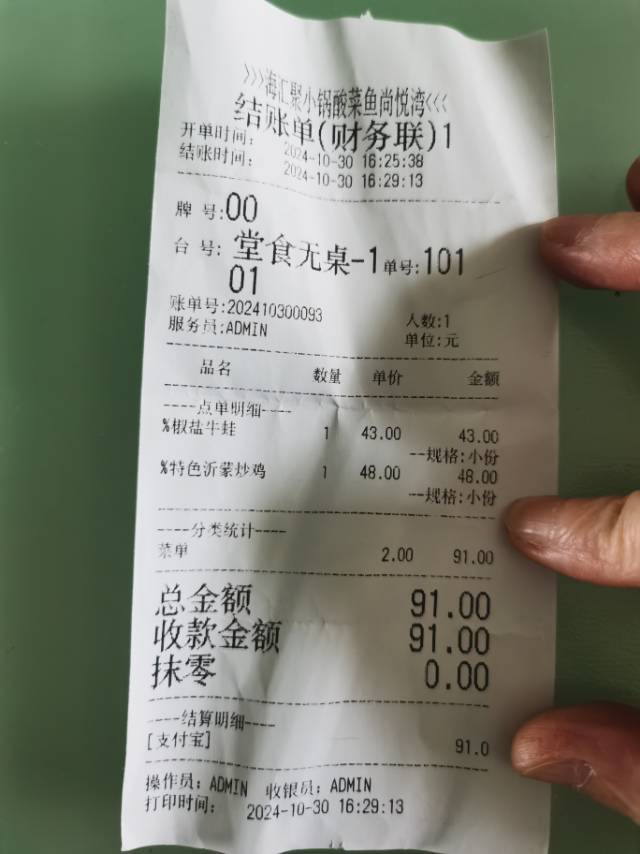 >>>海汇聚小锅酸菜鱼尚悦湾<<<
结账单(财务联)1
开单时间: 2024-10-30 16:25:38
结账时间: 2024-10-30 16:29:13
牌 号:00
台 号: 堂食无桌-1 单号:101
01
账单号:202410300093 人数:1
服务员:ADMIN 单位:元
品名 数量 单价 金额
----点单明细----
%椒盐牛蛙 1 43.00 43.00
--规格:小份
%特色沂蒙炒鸡 1 48.00 48.00
--规格:小份
----分类统计----
菜单 2.00 91.00
总金额 91.00
收款金额 91.00
抹零 0.00
----结算明细----
[支付宝] 91.0
操作员: ADMIN 收银员: ADMIN
打印时间: 2024-10-30 16:29:13